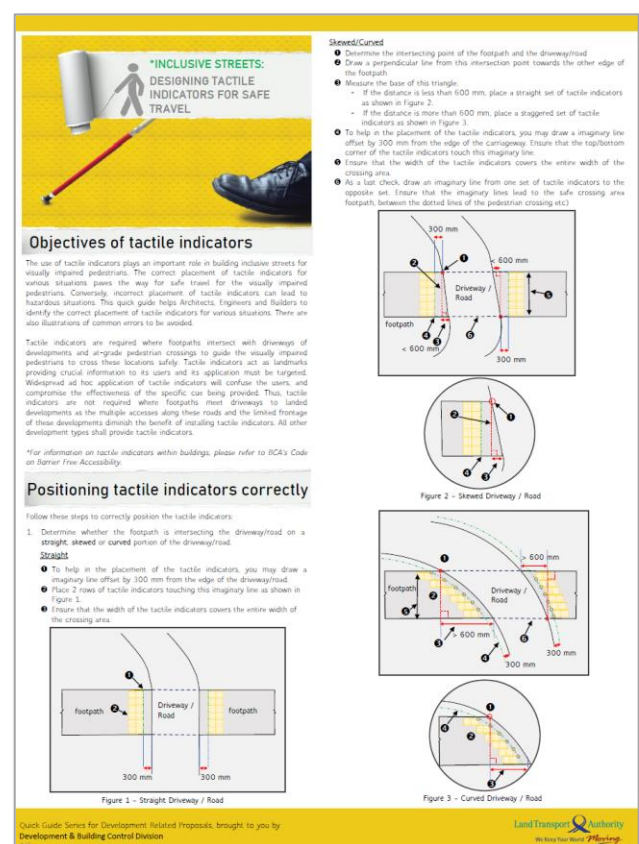 *INCLUSIVE STREETS:
DESIGNING TACTILE
INDICATORS FOR SAFE
TRAVEL
Objectives of tactile indicators
The use of tactile indicators plays an important role in building inclusive streets for
visually impaired pedestrians. The correct placement of tactile indicators for
various situations paves the way for safe travel for the visually impaired
pedestrians. Conversely, incorrect placement of tactile indicators can lead to
hazardous situations. This quick guide helps Architects, Engineers and Builders to
identify the correct placement of tactile indicators for various situations. There are
also illustrations of common errors to be avoided.
Tactile indicators are required where footpaths intersect with driveways of
developments and at-grade pedestrian crossings to guide the visually impaired
pedestrians to cross these locations safely. Tactile indicators act as landmarks
providing crucial information to its users and its application must be targeted.
Widespread ad hoc application of tactile indicators will confuse the users, and
compromise the effectiveness of the specific cue being provided. Thus, tactile
indicators are not required where footpaths meet driveways to landed
developments as the multiple accesses along these roads and the limited frontage
of these developments diminish the benefit of installing tactile indicators. All other
development types shall provide tactile indicators.
*For information on tactile indicators within buildings, please refer to BCA's Code
on Barrier Free Accessibility.
Positioning tactile indicators correctly
Follow these steps to correctly position the tactile indicators:
1. Determine whether the footpath is intersecting the driveway/road on a
straight, skewed or curved portion of the driveway/road.
Straight
❶ To help in the placement of the tactile indicators, you may draw a
imaginary line offset by 300 mm from the edge of the driveway/road.
❷ Place 2 rows of tactile indicators touching this imaginary line as shown in
Figure 1.
❸ Ensure that the width of the tactile indicators covers the entire width of
the crossing area.
❶
❷
footpath
Driveway /
Road
footpath
300 mm
300 mm
Figure 1 - Straight Driveway / Road
Skewed/Curved
❶ Determine the intersecting point of the footpath and the driveway/road
❷ Draw a perpendicular line from this intersection point towards the other edge of
the footpath
❸ Measure the base of this triangle:
- If the distance is less than 600 mm, place a straight set of tactile indicators
as shown in Figure 2.
- If the distance is more than 600 mm, place a staggered set of tactile
indicators as shown in Figure 3.
❹ To help in the placement of the tactile indicators, you may draw a imaginary line
offset by 300 mm from the edge of the carriageway. Ensure that the top/bottom
corner of the tactile indicators touch this imaginary line.
❺ Ensure that the width of the tactile indicators covers the entire width of the
crossing area.
❻ As a last check, draw an imaginary line from one set of tactile indicators to the
opposite set. Ensure that the imaginary lines lead to the safe crossing area
footpath, between the dotted lines of the pedestrian crossing etc)
300 mm
❶
❷
< 600 mm
Driveway /
Road
❺
footpath
❹
❸
❻
< 600 mm
300 mm
❶
❷
❹
❸
Figure 2 - Skewed Driveway / Road
❶
> 600 mm
footpath
❷
Driveway /
Road
❺
> 600 mm
❸
❹
❻
300 mm
300 mm
❶
❹
❷
❸
Figure 3 - Curved Driveway / Road
Quick Guide Series for Development Related Proposals, brought to you by
Development & Building Control Division
Land Transport Authority
We Keep Your World Moving